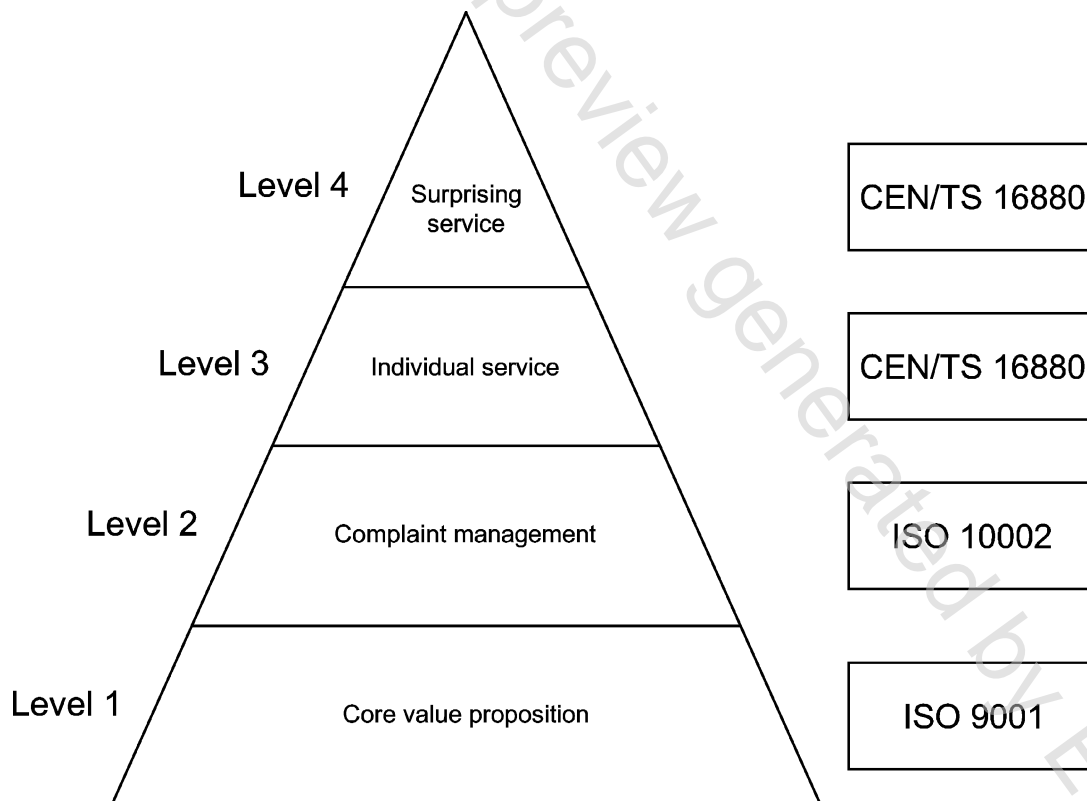 Level 4
Surprising
service
CEN/TS 16880
Level 3
Individual service
CEN/TS 16880
Level 2
Complaint management
ISO 10002
Level 1
Core value proposition
ISO 9001
preview generated by E